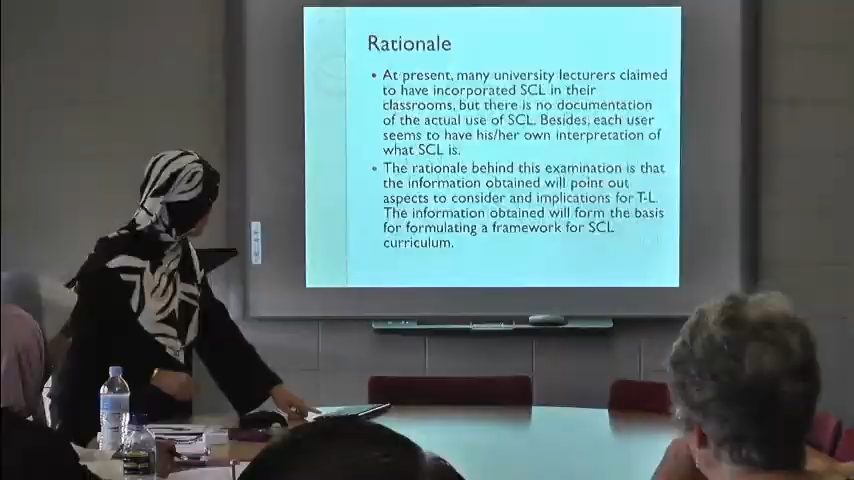 Rationale
• At present, many university lecturers claimed
to have incorporated SCL in their
classrooms, but there is no documentation
of the actual use of SCL. Besides, each user
seems to have his/her own interpretation of
what SCL is.
• The rationale behind this examination is that
the information obtained will point out
aspects to consider and implications for T-L.
The information obtained will form the basis
for formulating a framework for SCL
curriculum.